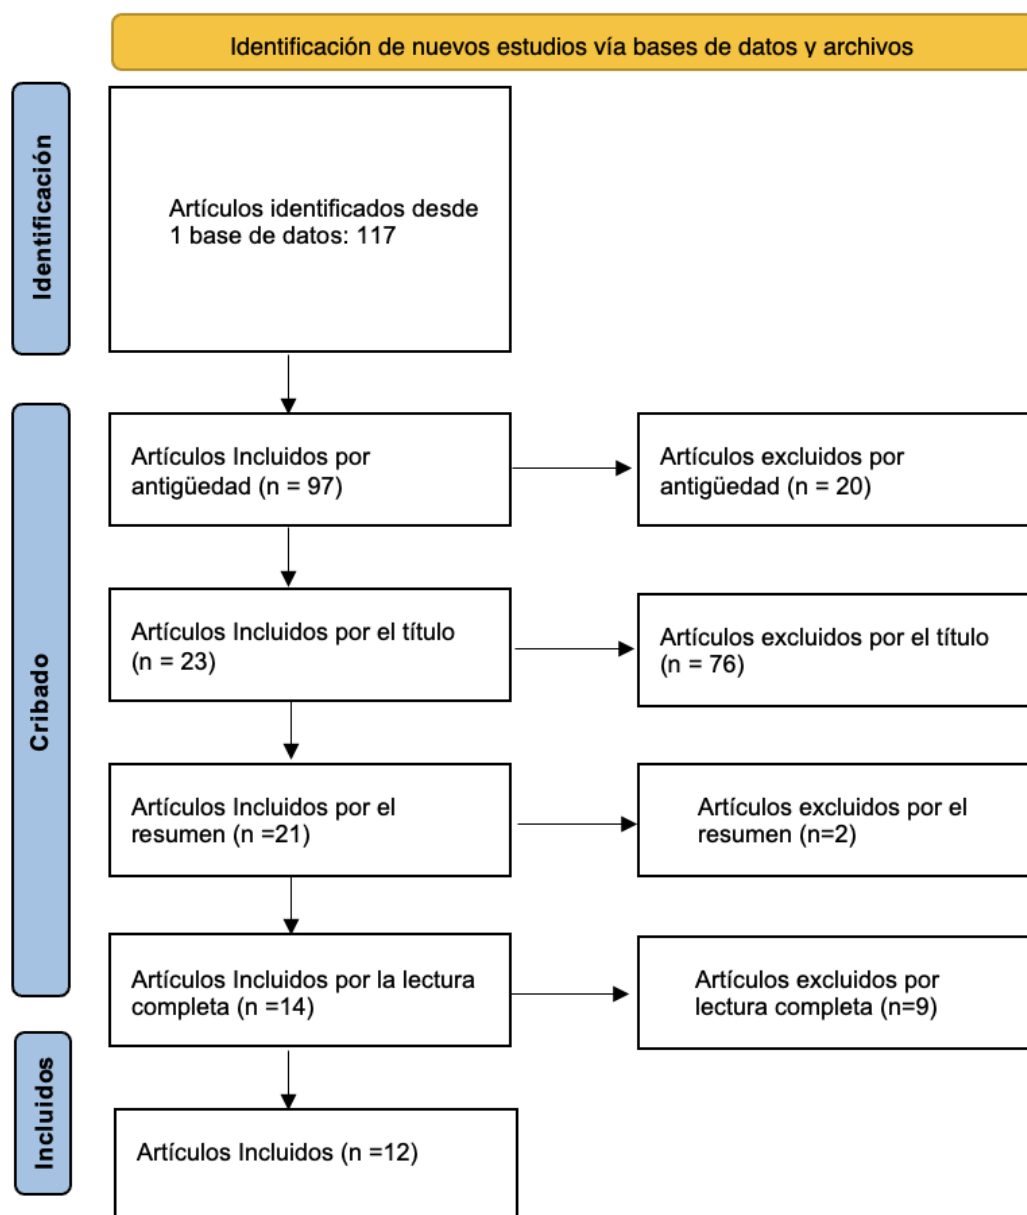 Identificación de nuevos estudios vía bases de datos y archivos
Identificación
Artículos identificados desde
1 base de datos: 117
Cribado
Artículos Incluidos por
antigüedad (n = 97)
Artículos excluidos por
antigüedad (n = 20)
Artículos Incluidos por el título
(n = 23)
Artículos excluidos por el título
(n = 76)
Artículos Incluidos por el
resumen (n =21)
Artículos excluidos por el
resumen (n=2)
Artículos Incluidos por la lectura
completa (n =14)
Artículos excluidos por
lectura completa (n=9)
Incluidos
Artículos Incluidos (n =12)